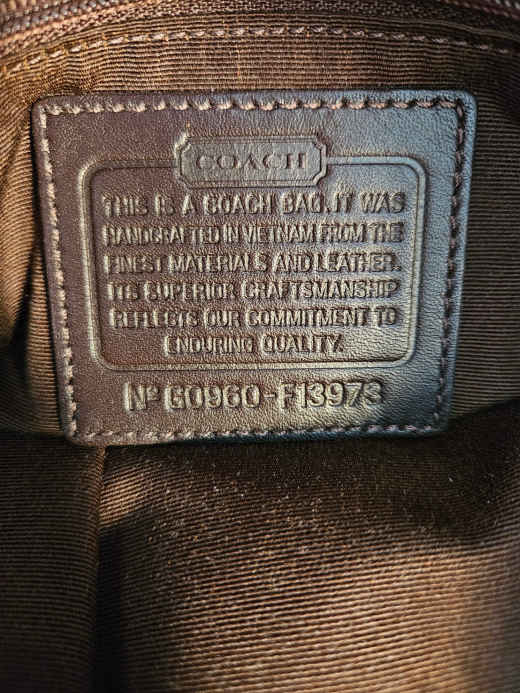 COACH
THIS IS A COACH BAG. IT WAS
HANDCRAFTED IN VIETNAM FROM THE
FINEST MATERIALS AND LEATHER.
ITS SUPERIOR CRAFTSMANSHIP
REFLECTS OUR COMMITMENT TO
ENDURING QUALITY.
Nº G0960-F13973